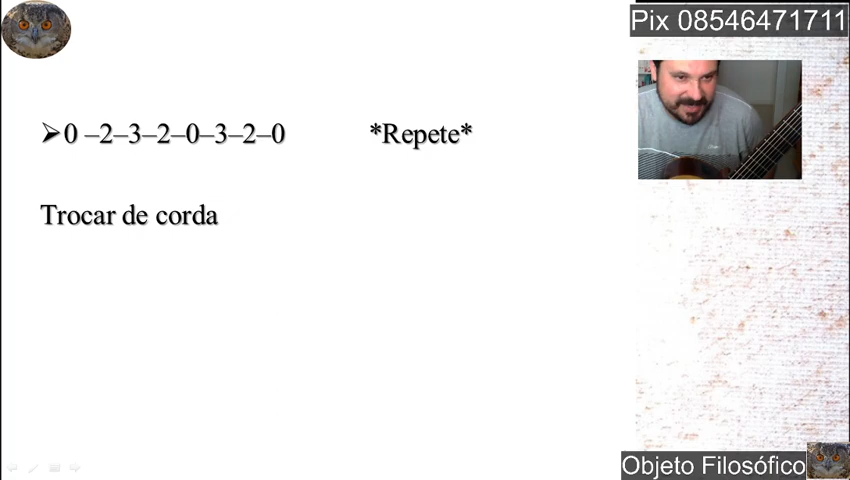 Pix 08546471711
➢0 –2–3–2–0–3–2–0 *Repete*
Trocar de corda
Objeto Filosófico